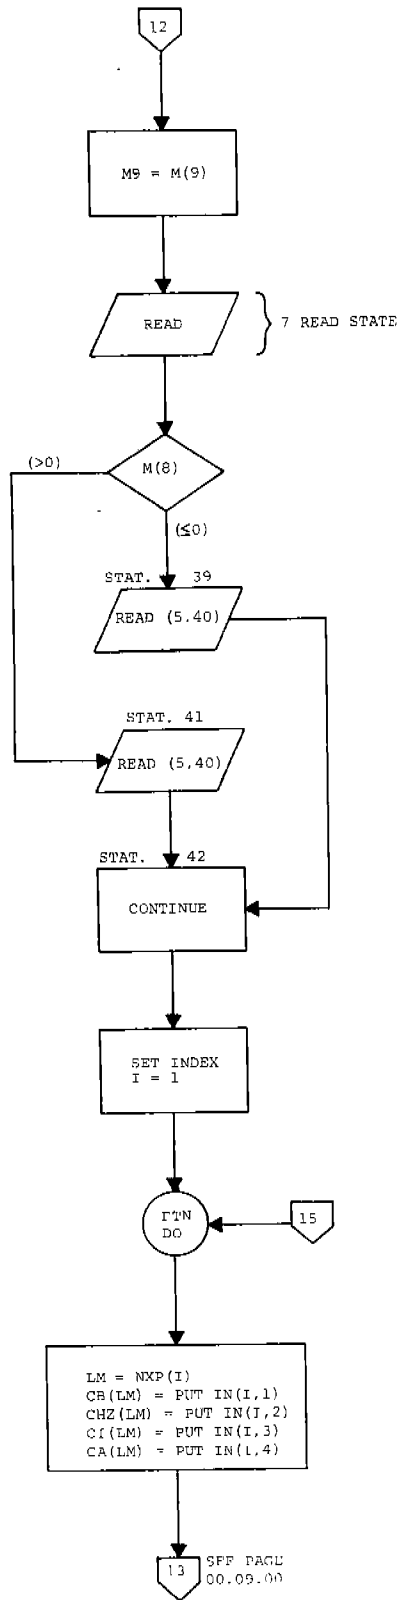 12
M9 = M(9)
READ
7 READ STATE
(>0)
M(8)
(≤0)
STAT. 39
READ (5,40)
STAT. 41
READ (5,40)
STAT. 42
CONTINUE
SET INDEX
I = 1
DO
15
LM = NXP(I)
CB(LM) = PUT IN(I,1)
CHZ(LM) = PUT IN(I,2)
CI(LM) = PUT IN(I,3)
CA(LM) = PUT IN(I,4)
13
SEE PAGE
00.09.00